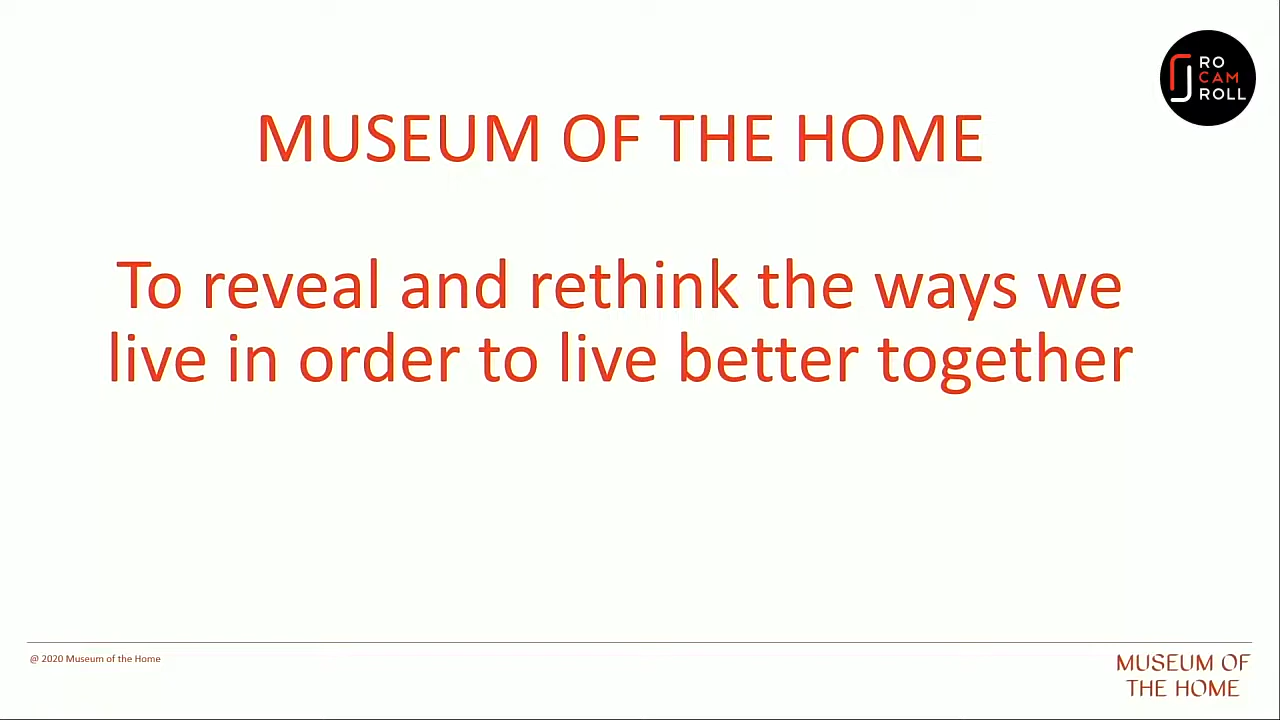 RO
CAM
ROLL
MUSEUM OF THE HOME
To reveal and rethink the ways we
live in order to live better together
@ 2020 Museum of the Home
MUSEUM OF
THE HOME